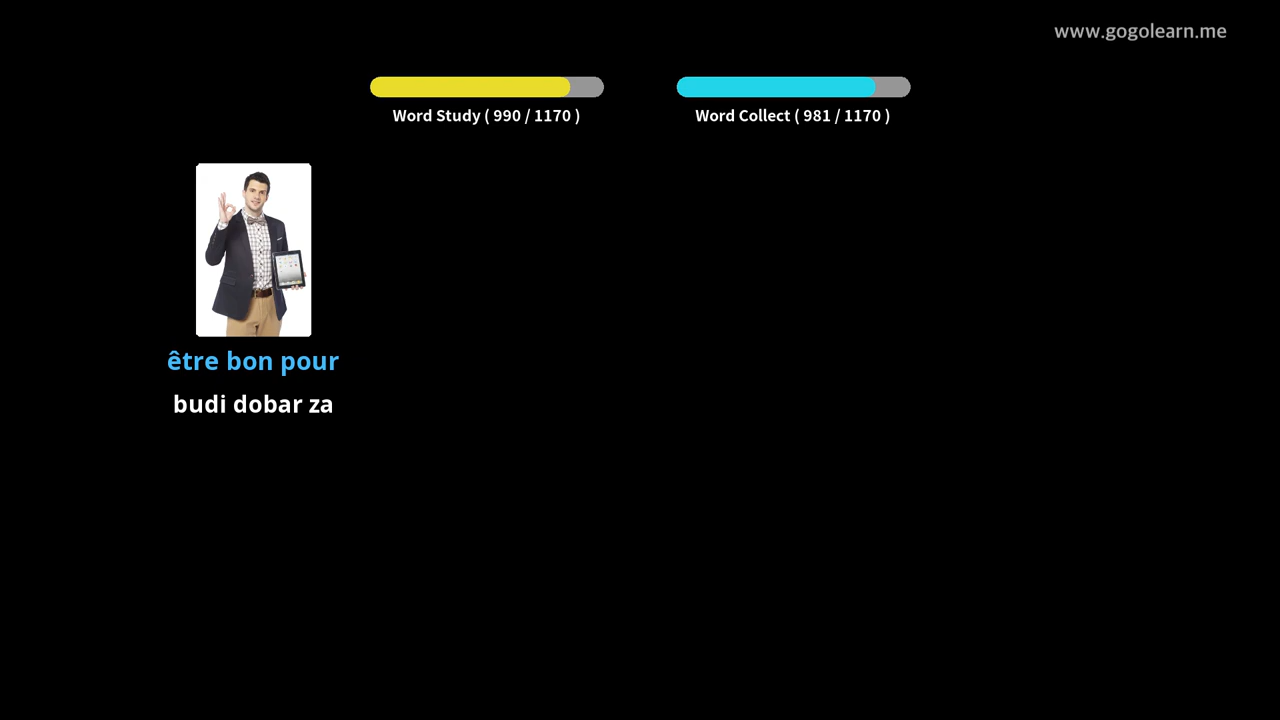 www.gogolearn.me
Word Study ( 990 / 1170 )
Word Collect ( 981 / 1170 )
être bon pour
budi dobar za